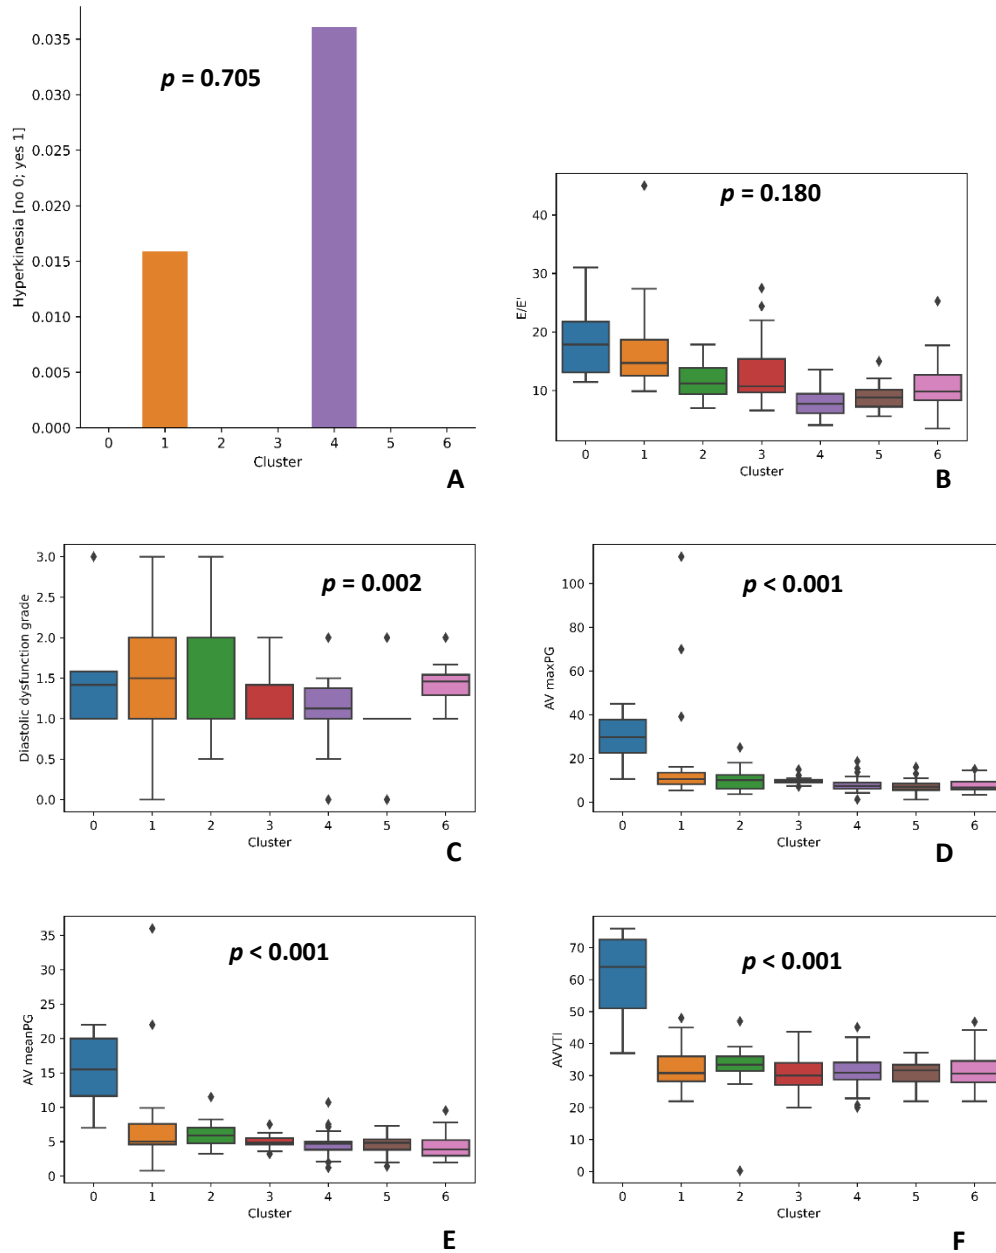 Hyperkinesia [no 0; yes 1]
0.035
0.030
0.025
0.020
0.015
0.010
0.005
0.000
p = 0.705
0 1 2 3 4 5 6
Cluster
A
E/E'
40
30
20
10
p = 0.180
0 1 2 3 4 5 6
Cluster
B
Diastolic dysfunction grade
3.0
2.5
2.0
1.5
1.0
0.5
0.0
p = 0.002
0 1 2 3 4 5 6
Cluster
C
AV maxPG
100
80
60
40
20
0
p < 0.001
0 1 2 3 4 5 6
Cluster
D
AV meanPG
35
30
25
20
15
10
5
0
p < 0.001
0 1 2 3 4 5 6
Cluster
E
AVVTI
70
60
50
40
30
20
10
0
p < 0.001
0 1 2 3 4 5 6
Cluster
F